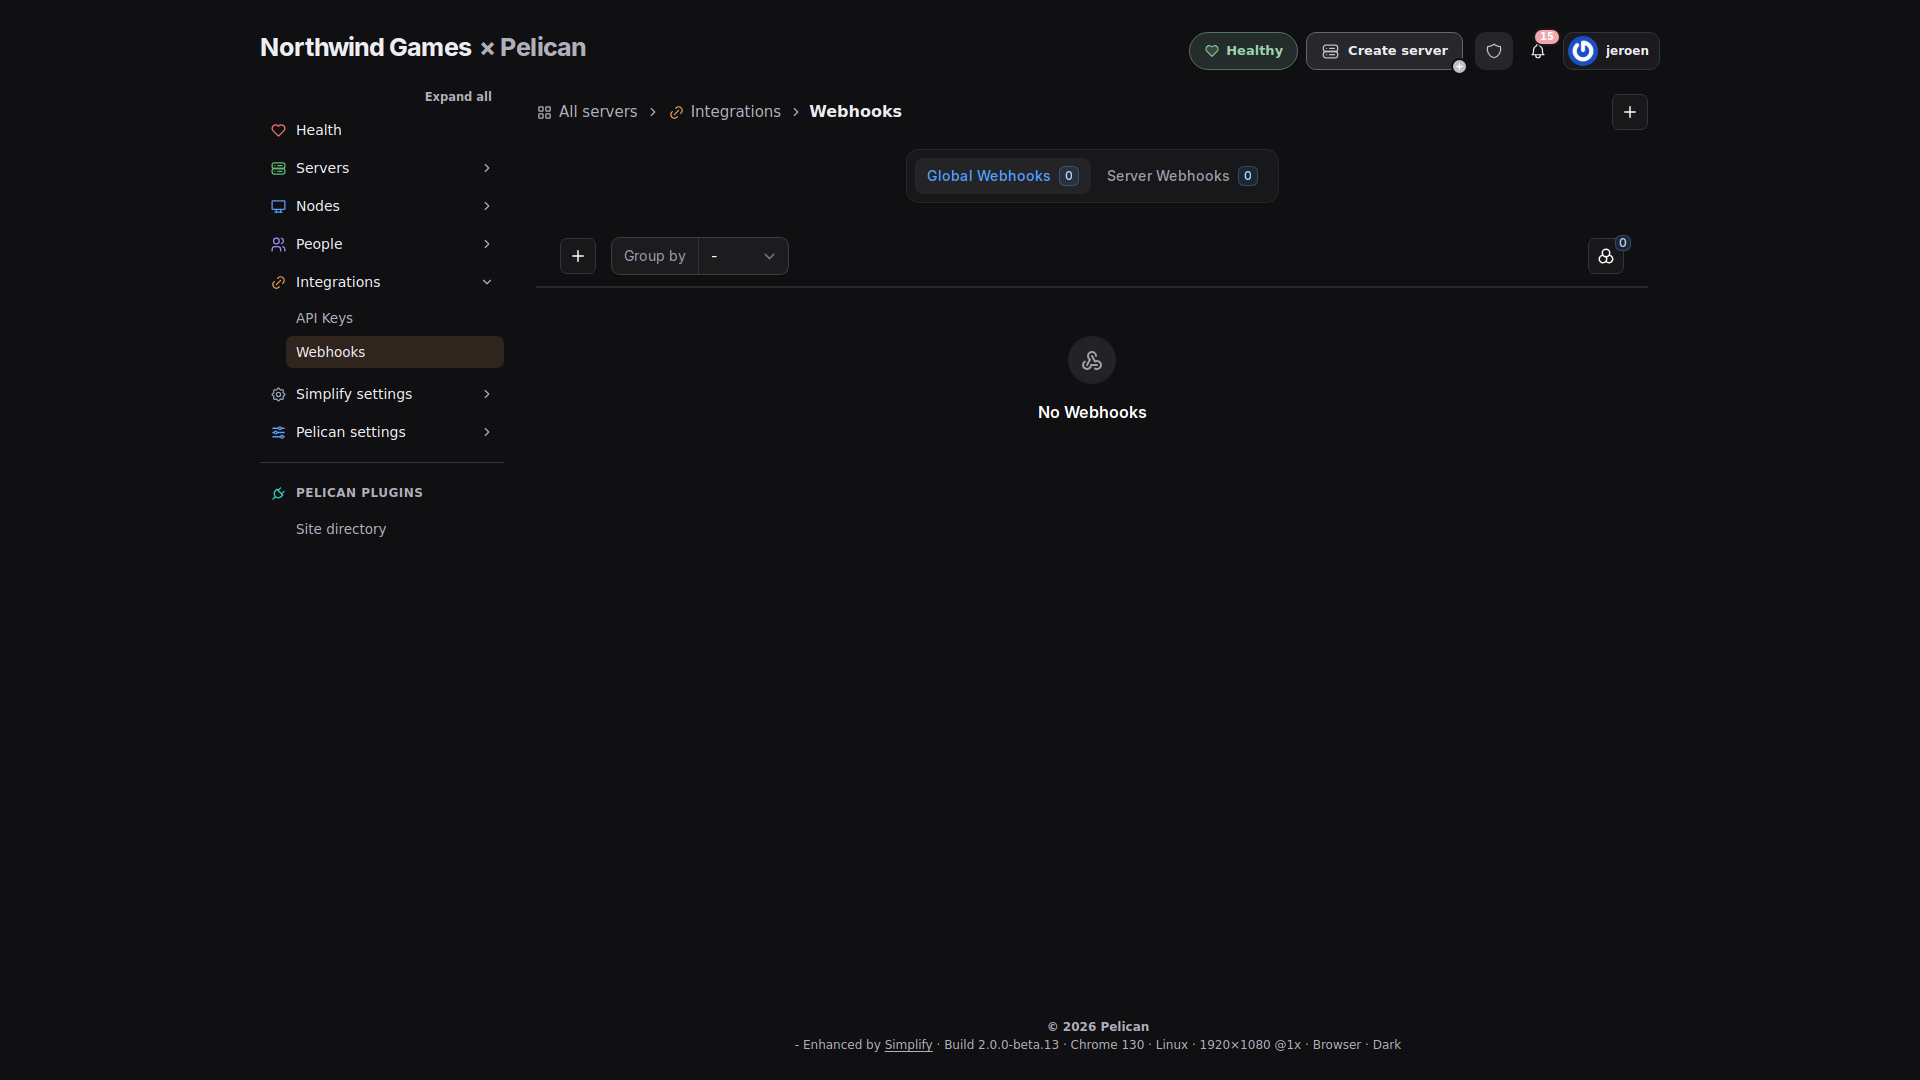 Northwind Games × Pelican
Healthy
Create server
15
jeroen
Expand all
Health
Servers
Nodes
People
Integrations
API Keys
Webhooks
Simplify settings
Pelican settings
PELICAN PLUGINS
Site directory
All servers > Integrations > Webhooks
Global Webhooks 0
Server Webhooks 0
Group by -
0
No Webhooks
© 2026 Pelican
- Enhanced by Simplify · Build 2.0.0-beta.13 · Chrome 130 · Linux · 1920×1080 @1x · Browser · Dark